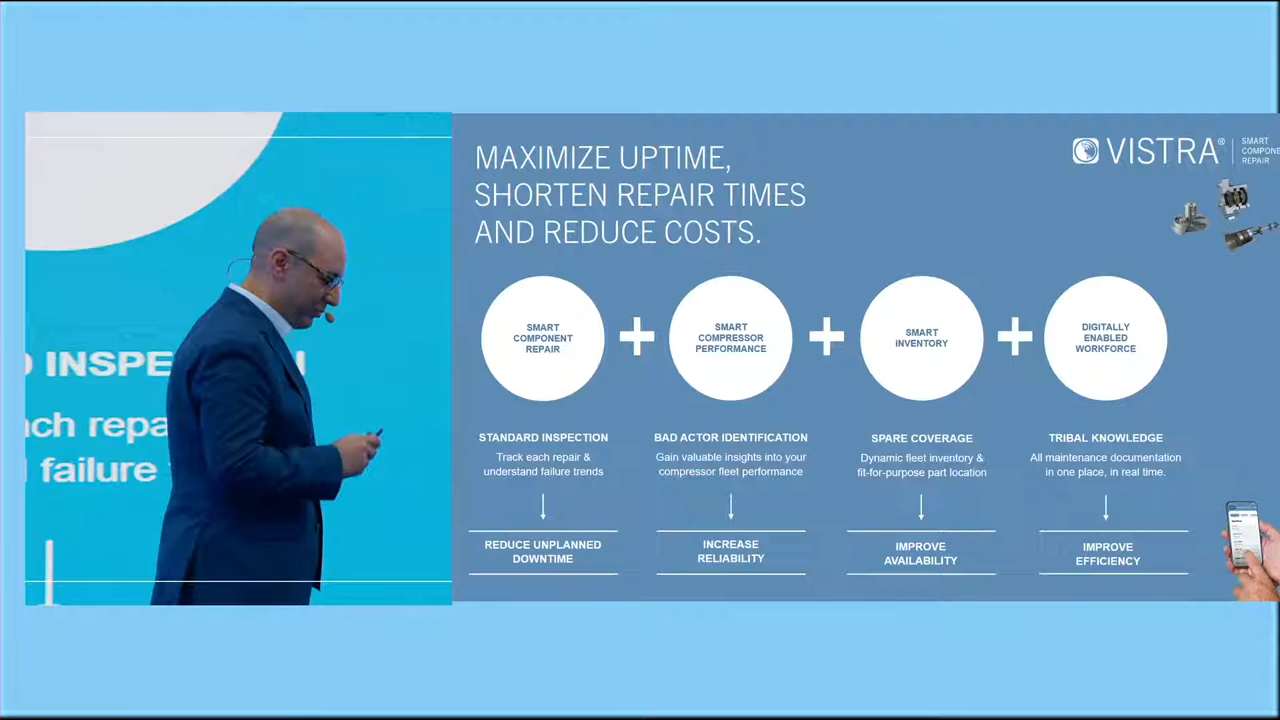 D INSPE
ach repa
l failure
MAXIMIZE UPTIME,
SHORTEN REPAIR TIMES
AND REDUCE COSTS.
VISTRA®
SMART
COMPONE
REPAIR
SMART
COMPONENT
REPAIR
SMART
COMPRESSOR
PERFORMANCE
SMART
INVENTORY
DIGITALLY
ENABLED
WORKFORCE
STANDARD INSPECTION
Track each repair &
understand failure trends
REDUCE UNPLANNED
DOWNTIME
BAD ACTOR IDENTIFICATION
Gain valuable insights into your
compressor fleet performance
INCREASE
RELIABILITY
SPARE COVERAGE
Dynamic fleet inventory &
fit-for-purpose part location
IMPROVE
AVAILABILITY
TRIBAL KNOWLEDGE
All maintenance documentation
in one place, in real time.
IMPROVE
EFFICIENCY